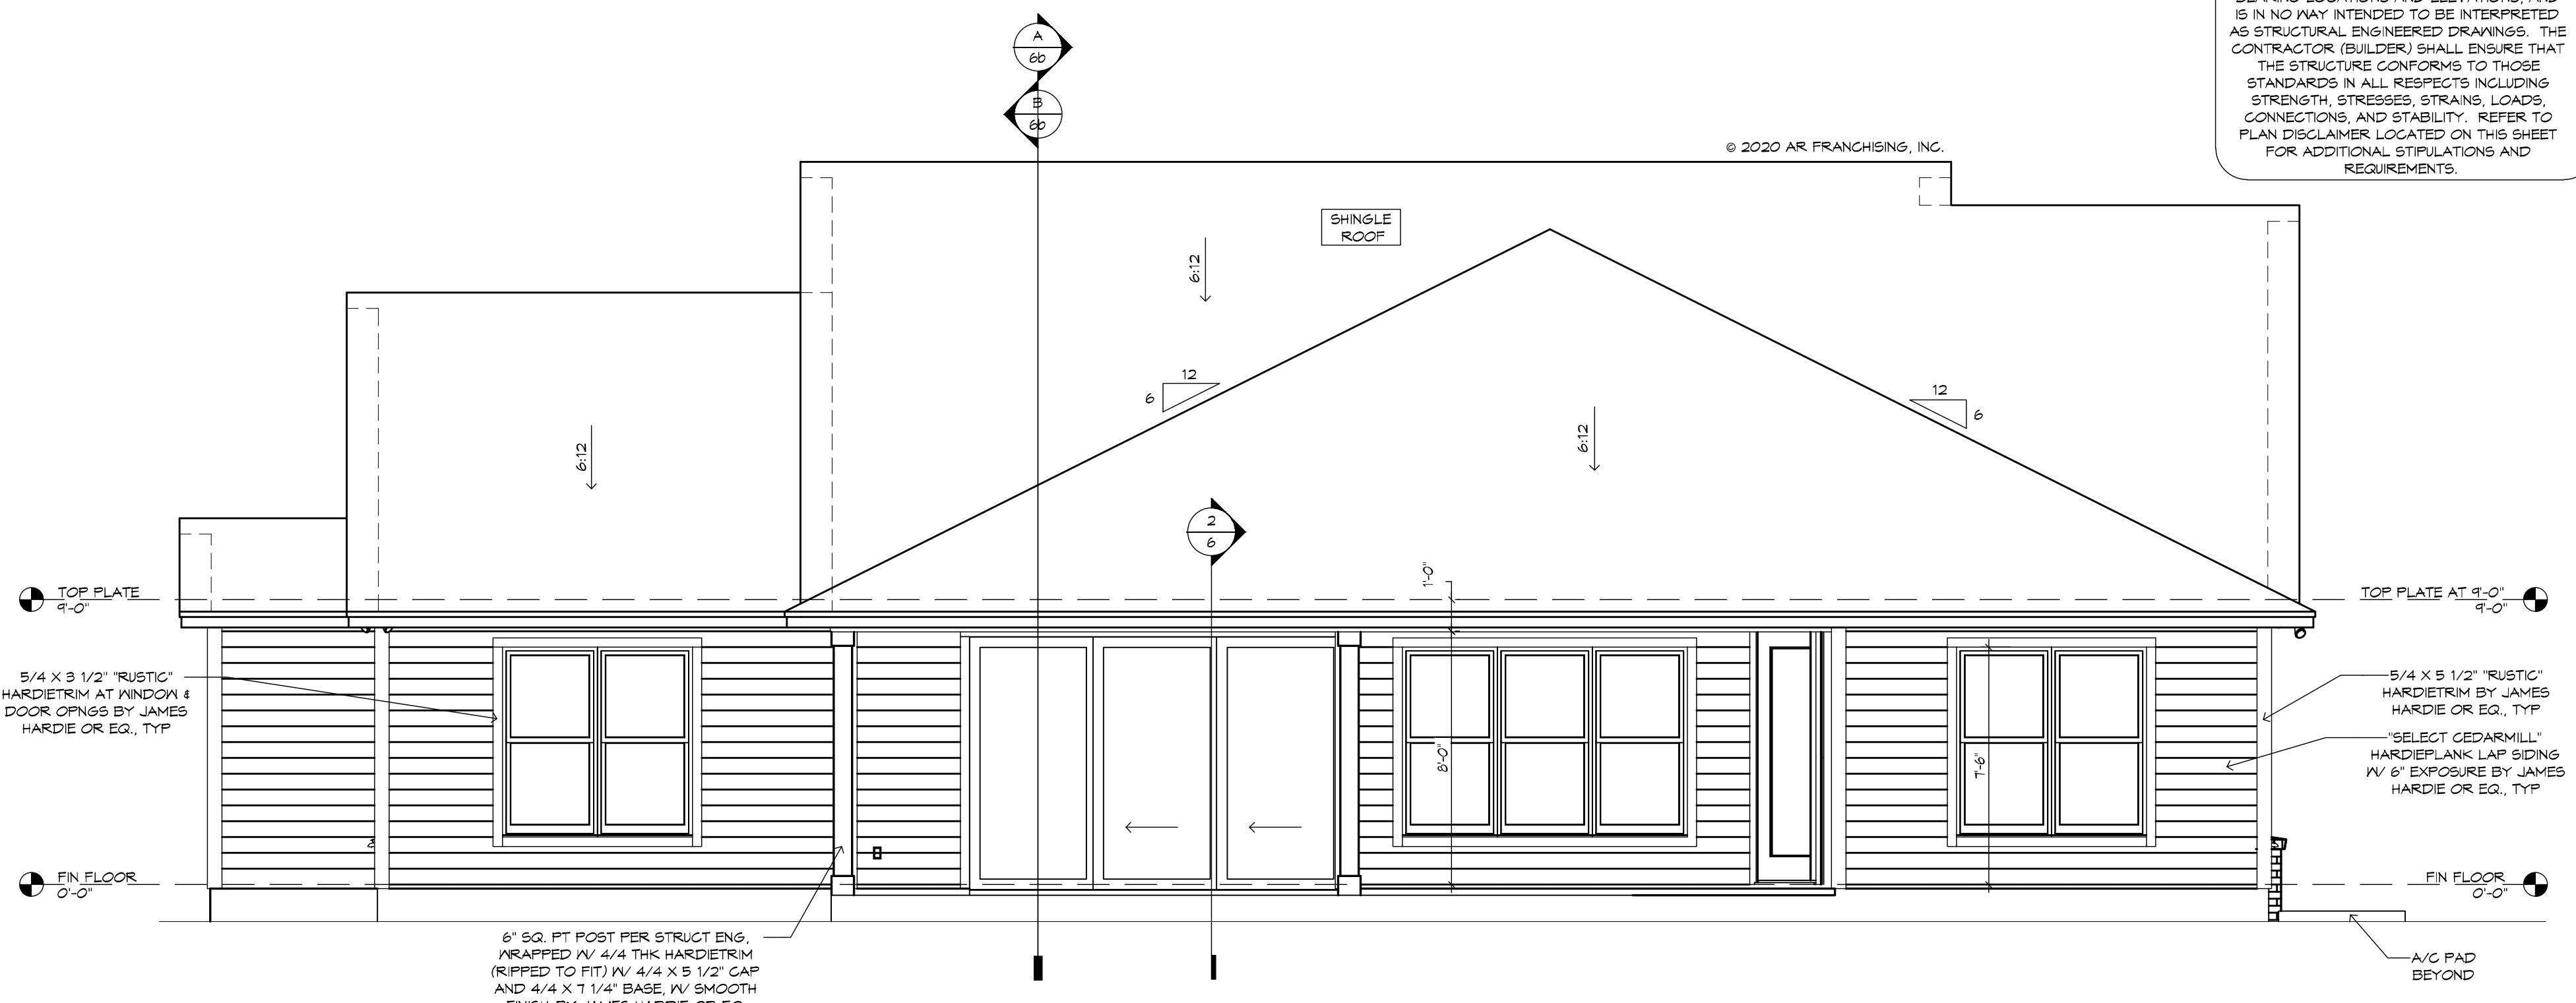 A
6b
B
6b
IS IN NO WAY INTENDED TO BE INTERPRETED
AS STRUCTURAL ENGINEERED DRAWINGS. THE
CONTRACTOR (BUILDER) SHALL ENSURE THAT
THE STRUCTURE CONFORMS TO THOSE
STANDARDS IN ALL RESPECTS INCLUDING
STRENGTH, STRESSES, STRAINS, LOADS,
CONNECTIONS, AND STABILITY. REFER TO
PLAN DISCLAIMER LOCATED ON THIS SHEET
FOR ADDITIONAL STIPULATIONS AND
REQUIREMENTS.
© 2020 AR FRANCHISING, INC.
SHINGLE
ROOF
6:12
12
6
12
6
6:12
6:12
2
6
1'-0"
TOP PLATE
9'-0"
TOP PLATE AT 9'-0"
9'-0"
5/4 X 3 1/2" "RUSTIC"
HARDIETRIM AT WINDOW &
DOOR OPNGS BY JAMES
HARDIE OR EQ., TYP
8'-0"
7'-6"
5/4 X 5 1/2" "RUSTIC"
HARDIETRIM BY JAMES
HARDIE OR EQ., TYP
"SELECT CEDARMILL"
HARDIEPLANK LAP SIDING
W/ 6" EXPOSURE BY JAMES
HARDIE OR EQ., TYP
FIN FLOOR
0'-0"
FIN FLOOR
0'-0"
6" SQ. PT POST PER STRUCT ENG,
WRAPPED W/ 4/4 THK HARDIETRIM
(RIPPED TO FIT) W/ 4/4 X 5 1/2" CAP
AND 4/4 X 7 1/4" BASE, W/ SMOOTH
A/C PAD
BEYOND